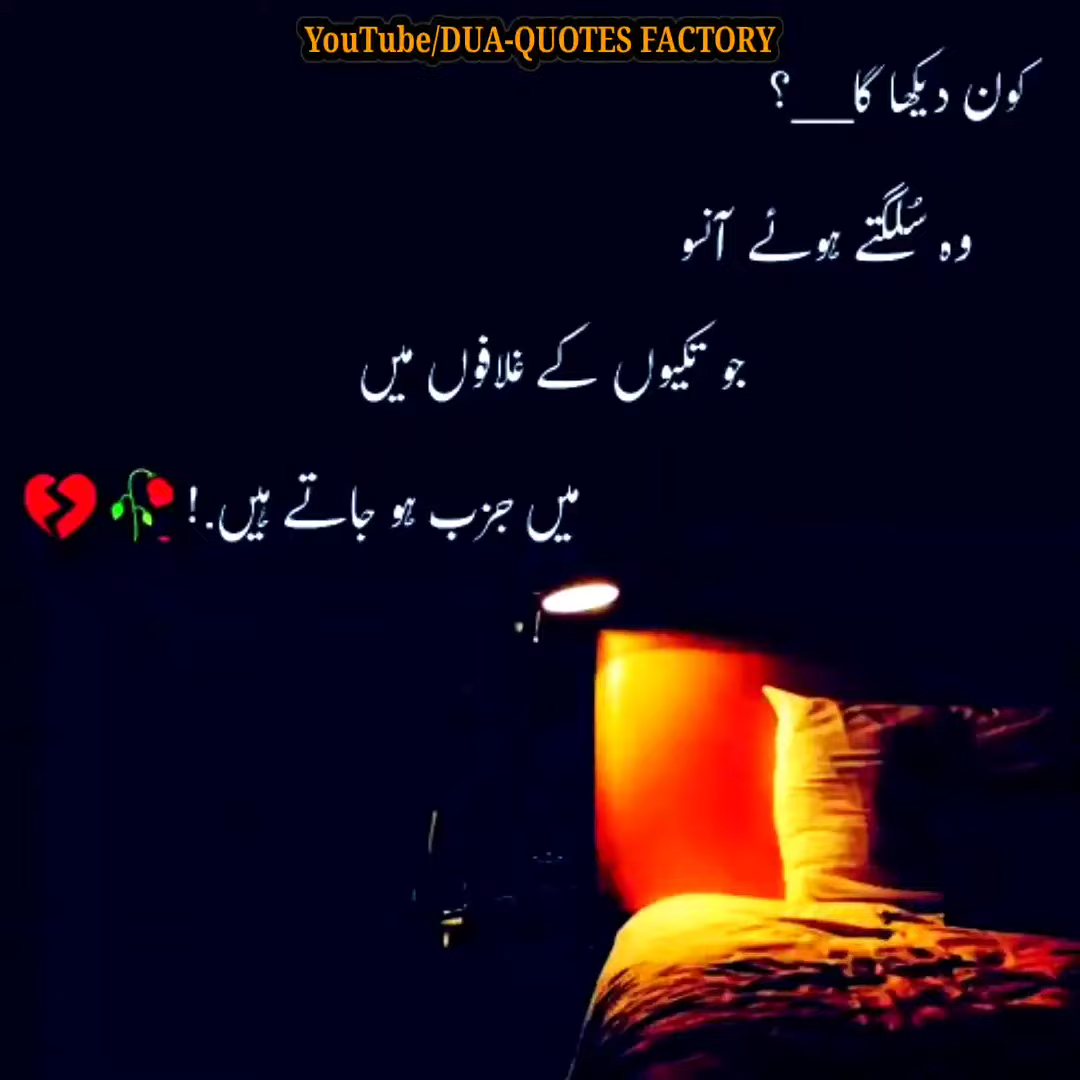 YouTube/DUA-QUOTES FACTORY
کون دیکھا گا__؟
وہ سُلگتے ہوئے آنسو
جو تکیوں کے غلافوں میں
میں جزب ہو جاتے ہیں.!🥀💔